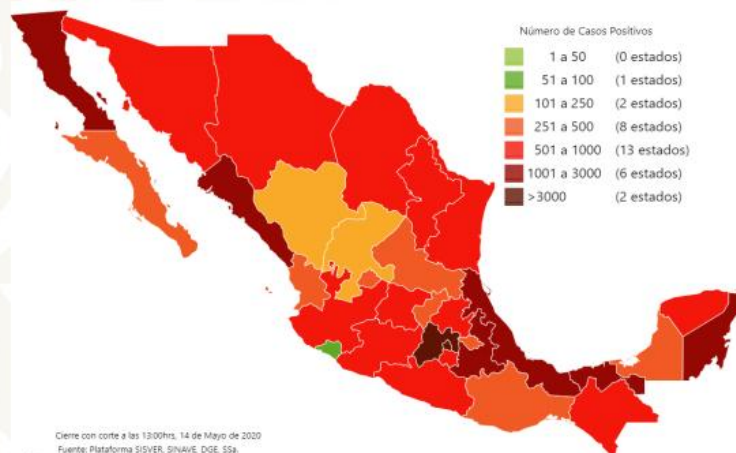 Número de Casos Positivos
1 a 50 (0 estados)
51 a 100 (1 estados)
101 a 250 (2 estados)
251 a 500 (8 estados)
501 a 1000 (13 estados)
1001 a 3000 (6 estados)
>3000 (2 estados)
Cierre con corte a las 13:00hrs, 14 de Mayo de 2020
Fuente: Plataforma SISVER, SINAVE, DGE, SSa.